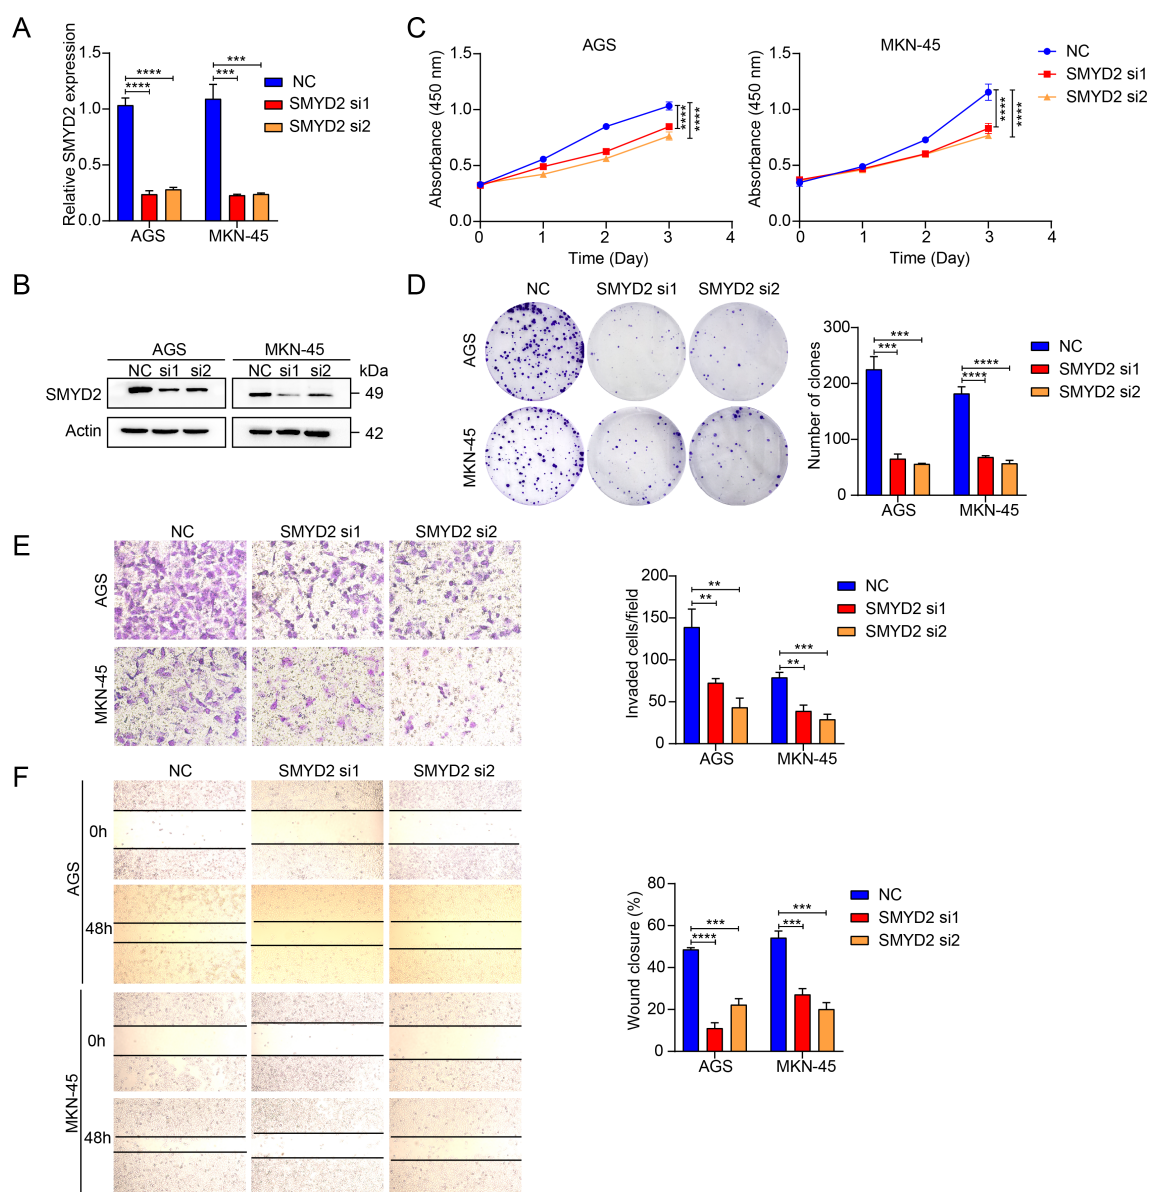 A
Relative SMYD2 expression
1.5
1.0
0.5
0.0
****
****
***
***
AGS
MKN-45
NC
SMYD2 si1
SMYD2 si2
B
AGS
MKN-45
NC si1 si2
NC si1 si2
kDa
SMYD2
49
Actin
42
C
AGS
Absorbance (450 nm)
1.5
1.0
0.5
0.0
0 1 2 3 4
Time (Day)
****
****
MKN-45
Absorbance (450 nm)
1.5
1.0
0.5
0.0
0 1 2 3 4
Time (Day)
****
****
NC
SMYD2 si1
SMYD2 si2
D
NC SMYD2 si1 SMYD2 si2
AGS
MKN-45
Number of clones
300
200
100
0
***
***
****
****
AGS
MKN-45
NC
SMYD2 si1
SMYD2 si2
E
NC SMYD2 si1 SMYD2 si2
AGS
MKN-45
Invaded cells/field
200
150
100
50
0
**
**
***
**
AGS
MKN-45
NC
SMYD2 si1
SMYD2 si2
F
NC SMYD2 si1 SMYD2 si2
AGS
0h
48h
MKN-45
0h
48h
Wound closure (%)
80
60
40
20
0
***
****
***
***
AGS
MKN-45
NC
SMYD2 si1
SMYD2 si2